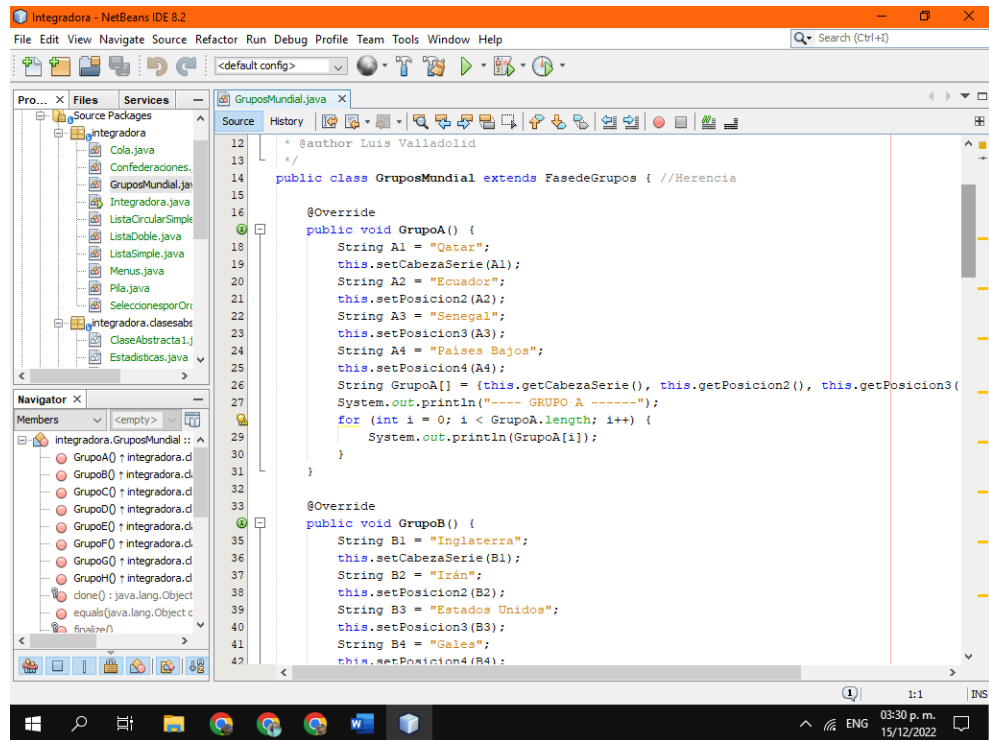 Integradora - NetBeans IDE 8.2
File Edit View Navigate Source Refactor Run Debug Profile Team Tools Window Help
Search (Ctrl+I)
<default config>
Pro... Files Services
GruposMundial.java
Source Packages
integradora
Cola.java
Confederaciones.
GruposMundial.jav
Integradora.java
ListaCircularSimple
ListaDoble.java
ListaSimple.java
Menus.java
Pila.java
SeleccionesporOrd
integradora.clasesabs
ClaseAbstracta1.j
Estadisticas.java
Navigator
Members <empty>
integradora.GruposMundial ::
GrupoA() ↑ integradora.cl
GrupoB() ↑ integradora.cl
GrupoC() ↑ integradora.cl
GrupoD() ↑ integradora.cl
GrupoE() ↑ integradora.cl
GrupoF() ↑ integradora.cl
GrupoG() ↑ integradora.cl
GrupoH() ↑ integradora.cl
clone() : java.lang.Object
equals(java.lang.Object o
finalize()
Source History
12 * @author Luis Valladolid
13 */
14 public class GruposMundial extends FasedeGrupos { //Herencia
15
16 @Override
public void GrupoA() {
18 String A1 = "Qatar";
19 this.setCabezaSerie(A1);
20 String A2 = "Ecuador";
21 this.setPosicion2(A2);
22 String A3 = "Senegal";
23 this.setPosicion3(A3);
24 String A4 = "Países Bajos";
25 this.setPosicion4(A4);
26 String GrupoA[] = {this.getCabezaSerie(), this.getPosicion2(), this.getPosicion3(
27 System.out.println("---- GRUPO A ------");
for (int i = 0; i < GrupoA.length; i++) {
29 System.out.println(GrupoA[i]);
30 }
31 }
32
33 @Override
public void GrupoB() {
35 String B1 = "Inglaterra";
36 this.setCabezaSerie(B1);
37 String B2 = "Irán";
38 this.setPosicion2(B2);
39 String B3 = "Estados Unidos";
40 this.setPosicion3(B3);
41 String B4 = "Gales";
42 this.setPosicion4(B4);
1 1:1 INS
ENG 03:30 p. m.
15/12/2022